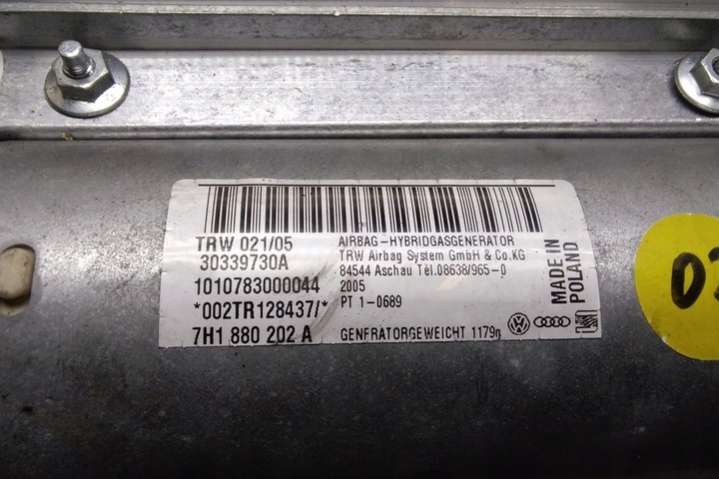 TRW 021/05
30339730A
1010783000044
*002TR128437/*
7H1 880 202 A
AIRBAG-HYBRIDGASGENERATOR
TRW Airbag System GmbH & Co.KG
84544 Aschau Tel.08638/965-0
2005
PT 1-0689
GENERATORGEWEICHT 1179g
MADE IN
POLAND